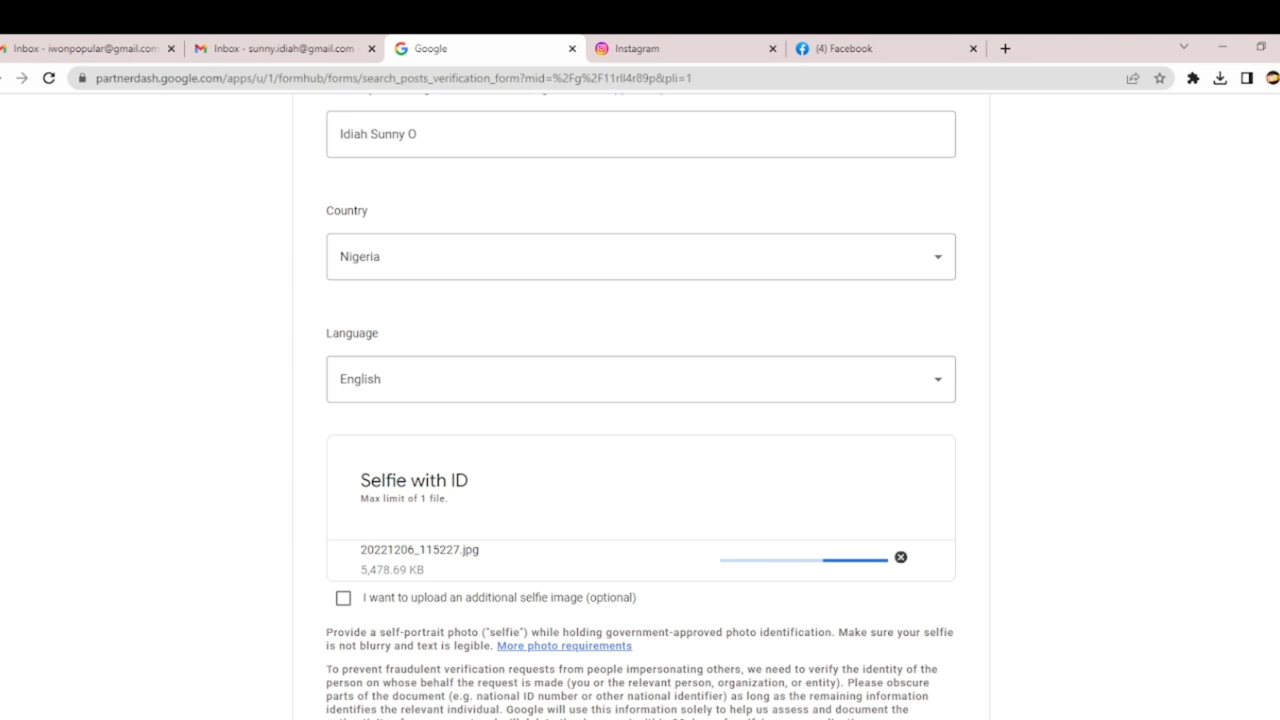 Inbox - iwonpopular@gmail.com
Inbox - sunny.idiah@gmail.com
Google
Instagram
(4) Facebook
partnerdash.google.com/apps/u/1/formhub/forms/search_posts_verification_form?mid=%2Fg%2F11rll4r89p&pli=1
Idiah Sunny O
Country
Nigeria
Language
English
Selfie with ID
Max limit of 1 file.
20221206_115227.jpg
5,478.69 KB
I want to upload an additional selfie image (optional)
Provide a self-portrait photo ("selfie") while holding government-approved photo identification. Make sure your selfie
is not blurry and text is legible. More photo requirements
To prevent fraudulent verification requests from people impersonating others, we need to verify the identity of the
person on whose behalf the request is made (you or the relevant person, organization, or entity). Please obscure
parts of the document (e.g. national ID number or other national identifier) as long as the remaining information
identifies the relevant individual. Google will use this information solely to help us assess and document the